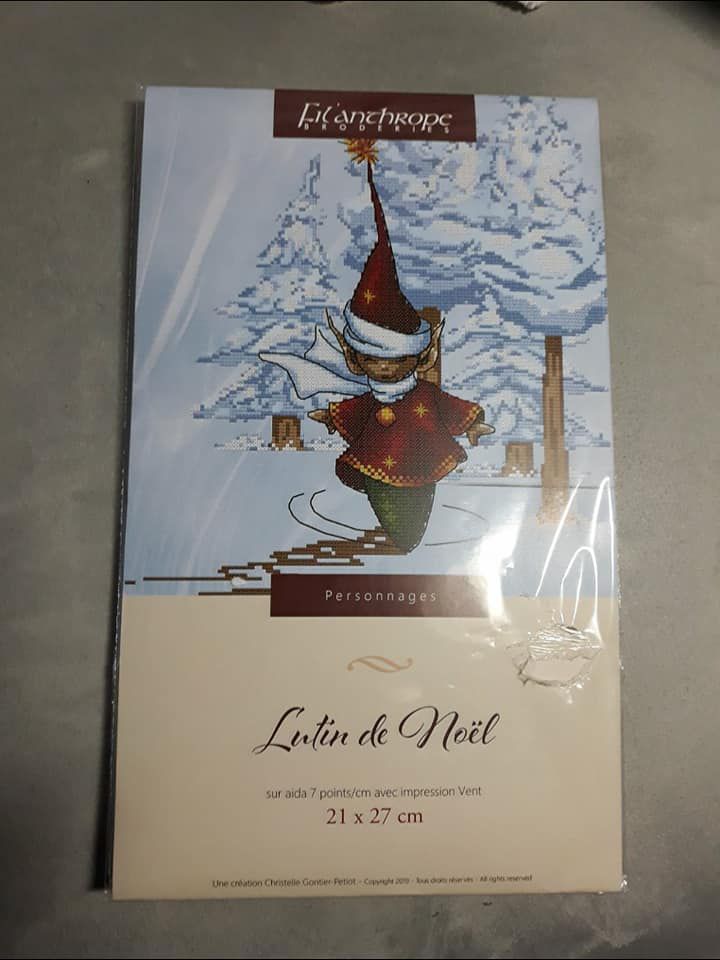 Fil'anthrope
BRODERIES
Personnages
Lutin de Noël
sur aida 7 points/cm avec impression Vent
21 x 27 cm
Une création Christelle Gontier-Petiot - Copyright 2019 - Tous droits réservés - All rights reserved